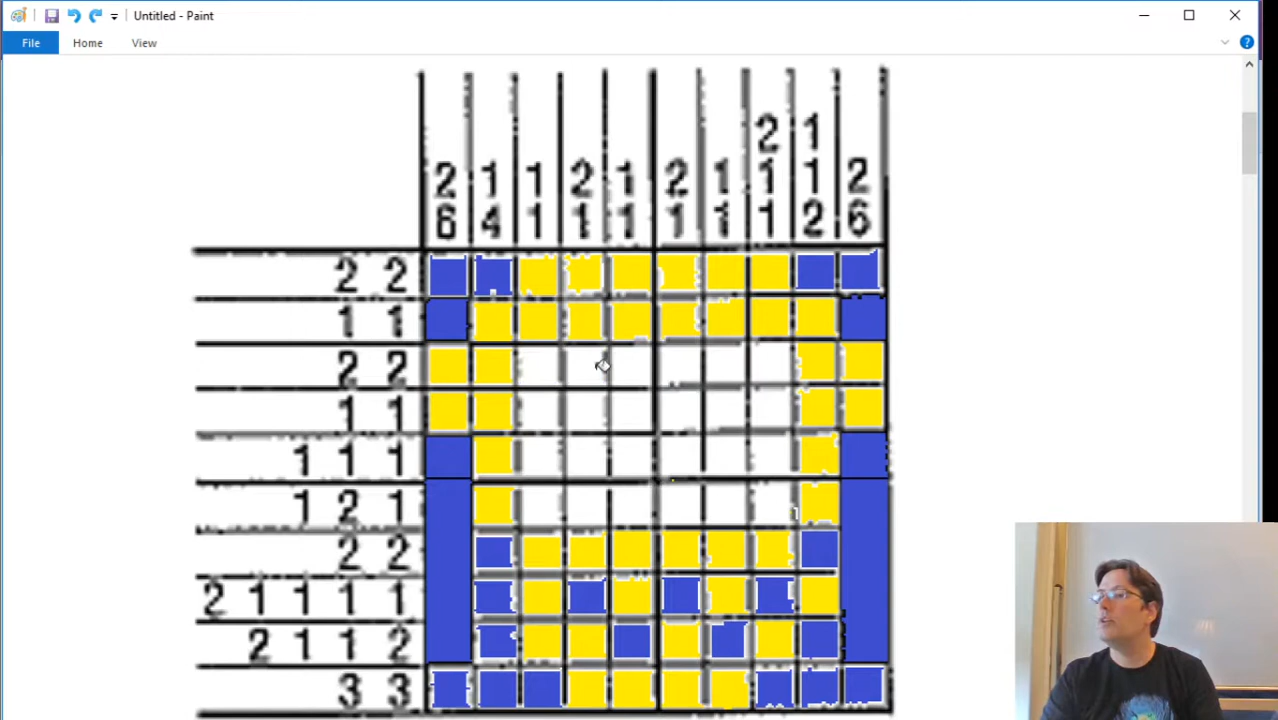 Untitled - Paint
File Home View
2 1
2 1 1 2 1 2 1 1 1 2
6 4 1 1 1 1 1 1 2 6
2 2
1 1
2 2
1 1
1 1 1
1 2 1
2 2
2 1 1 1 1
2 1 1 2
3 3